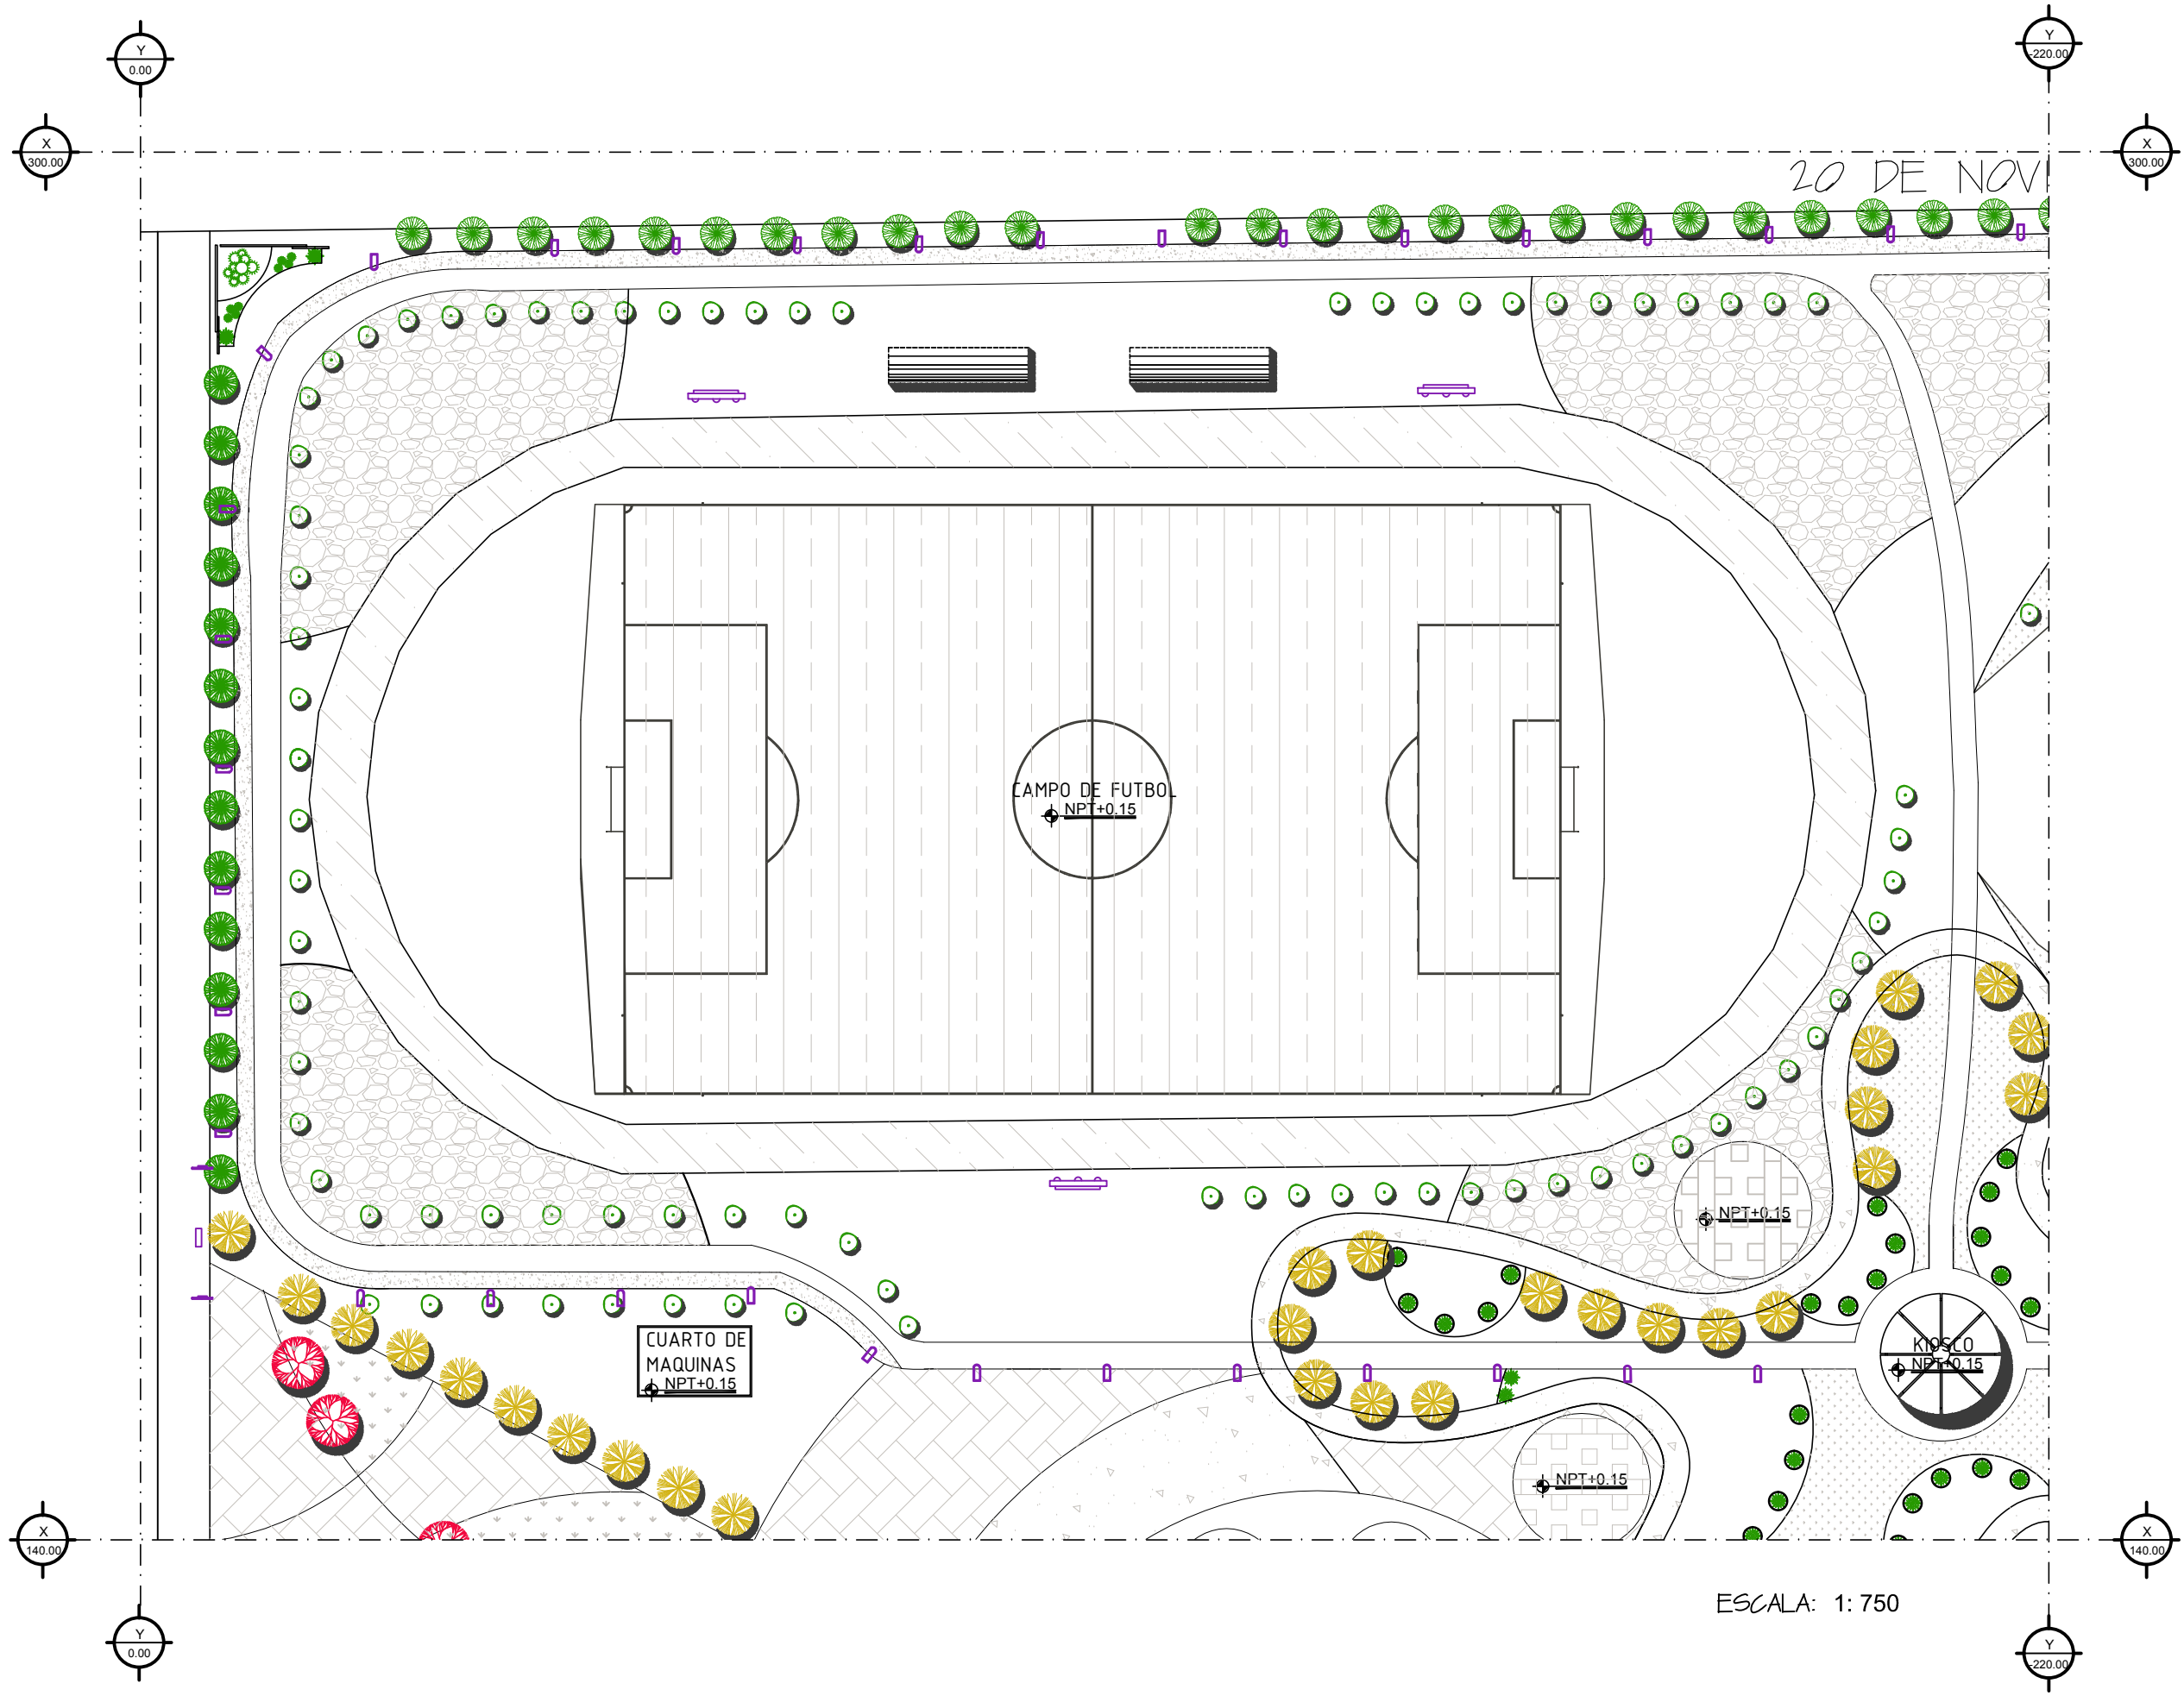 Y
0.00
Y
-220.00
X
300.00
X
300.00
20 DE NOVI
CAMPO DE FUTBOL
NPT+0.15
NPT+0.15
CUARTO DE
MAQUINAS
NPT+0.15
KIOSCO
NPT+0.15
NPT+0.15
X
140.00
X
140.00
ESCALA: 1: 750
Y
0.00
Y
-220.00